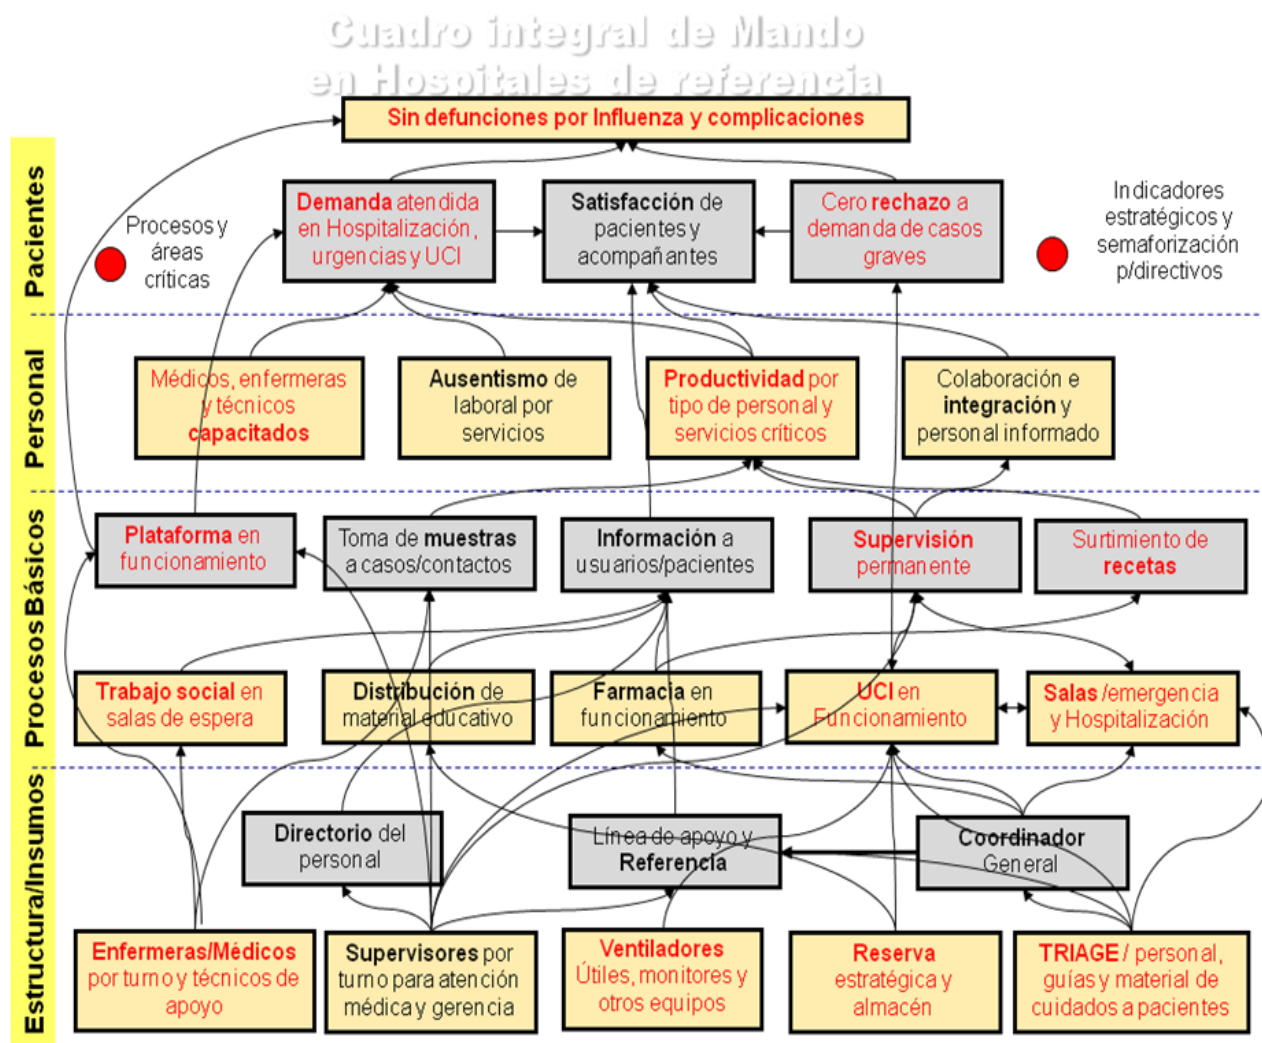 Cuadro integral de Mando
en Hospitales de referencia
Sin defunciones por Influenza y complicaciones
Pacientes
Procesos y
áreas
críticas
Demanda atendida
en Hospitalización,
urgencias y UCI
Satisfacción de
pacientes y
acompañantes
Cero rechazo a
demanda de casos
graves
Indicadores
estratégicos y
semaforización
p/directivos
Personal
Médicos, enfermeras
y técnicos
capacitados
Ausentismo de
laboral por
servicios
Productividad por
tipo de personal y
servicios críticos
Colaboración e
integración y
personal informado
Procesos Básicos
Plataforma en
funcionamiento
Toma de muestras
a casos/contactos
Información a
usuarios/pacientes
Supervisión
permanente
Surtimiento de
recetas
Trabajo social en
salas de espera
Distribución de
material educativo
Farmacia en
funcionamiento
UCI en
Funcionamiento
Salas /emergencia
y Hospitalización
Estructura/Insumos
Directorio del
personal
Línea de apoyo y
Referencia
Coordinador
General
Enfermeras/Médicos
por turno y técnicos de
apoyo
Supervisores por
turno para atención
médica y gerencia
Ventiladores
Útiles, monitores y
otros equipos
Reserva
estratégica y
almacén
TRIAGE / personal,
guías y material de
cuidados a pacientes